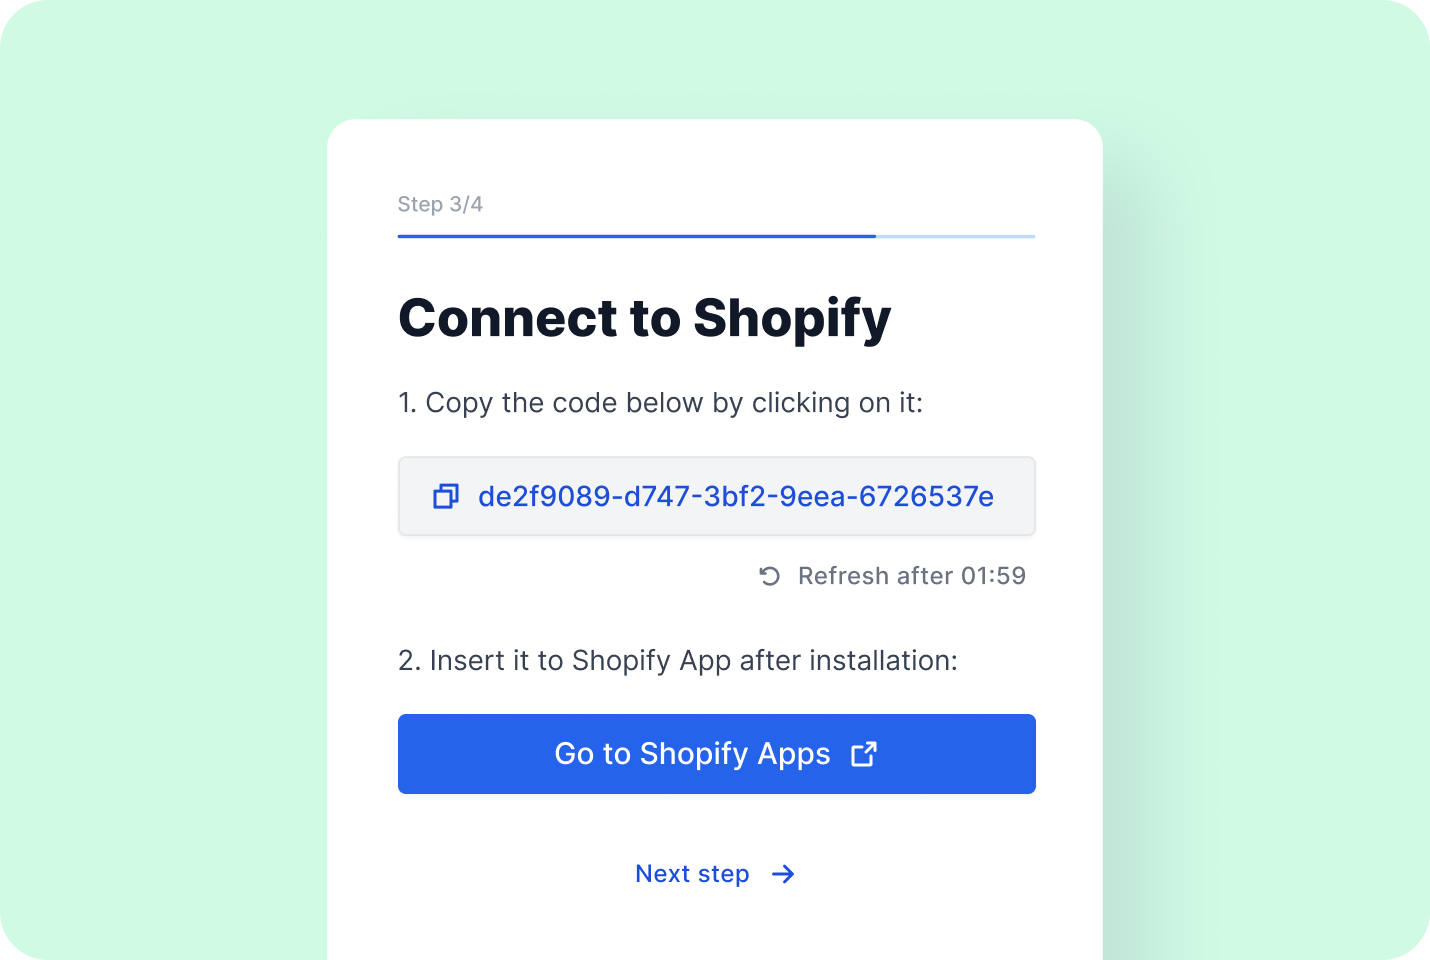 Step 3/4
Connect to Shopify
1. Copy the code below by clicking on it:
de2f9089-d747-3bf2-9eea-6726537e
Refresh after 01:59
2. Insert it to Shopify App after installation:
Go to Shopify Apps
Next step